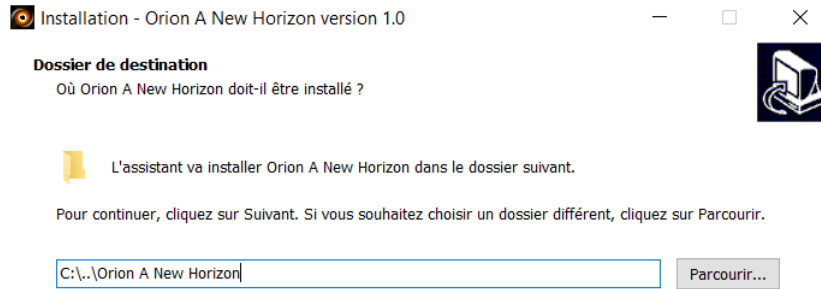 Installation - Orion A New Horizon version 1.0
Dossier de destination
Où Orion A New Horizon doit-il être installé ?
L'assistant va installer Orion A New Horizon dans le dossier suivant.
Pour continuer, cliquez sur Suivant. Si vous souhaitez choisir un dossier différent, cliquez sur Parcourir.
C:\..\Orion A New Horizon
Parcourir...